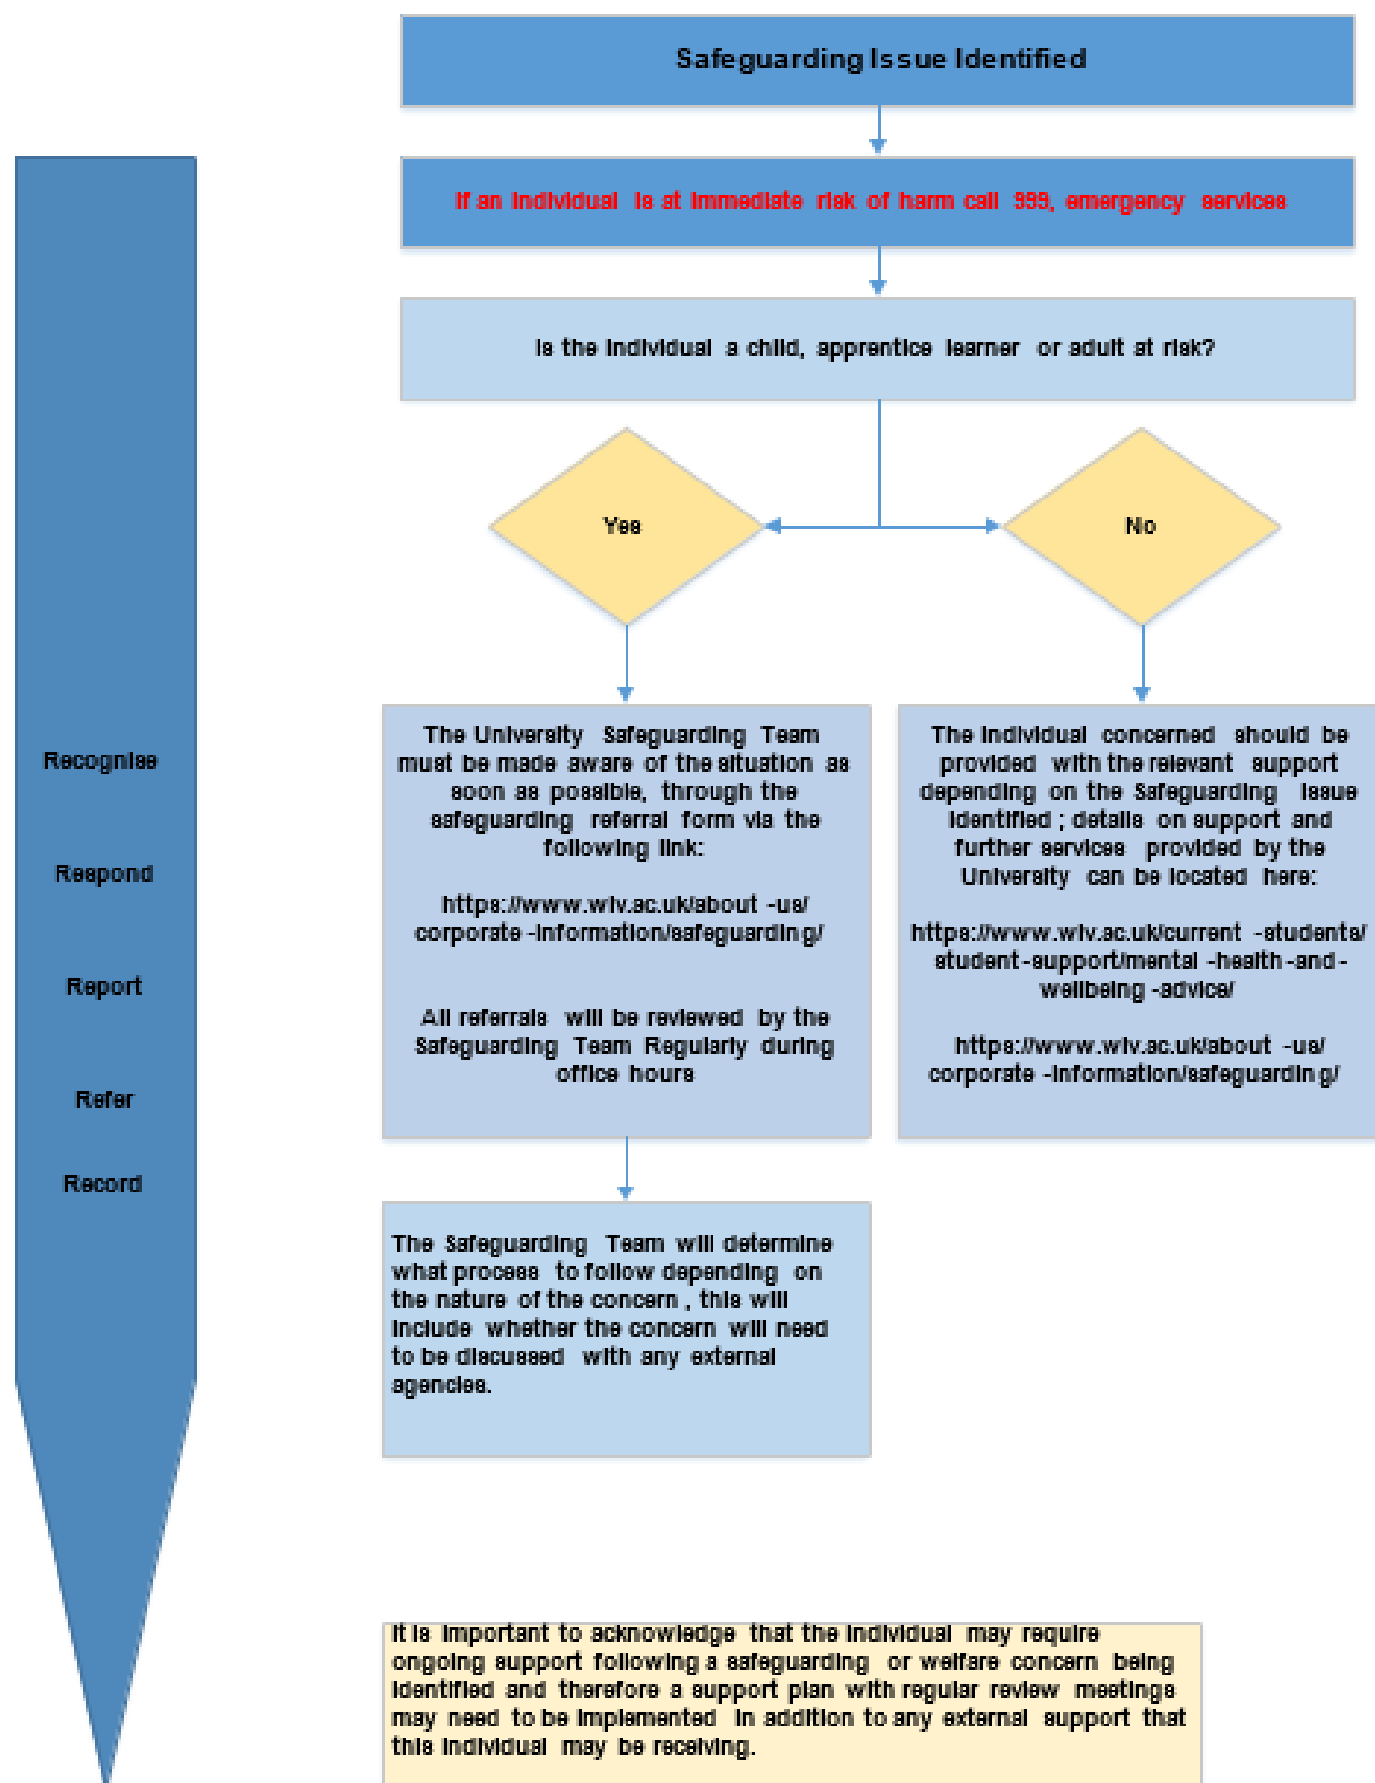 Safeguarding Issue Identified
If an individual is at immediate risk of harm call 999, emergency services
Is the individual a child, apprentice learner or adult at risk?
Yes
No
The University Safeguarding Team
must be made aware of the situation as
soon as possible, through the
safeguarding referral form via the
following link:
https://www.wlv.ac.uk/about -us/
corporate -information/safeguarding/
All referrals will be reviewed by the
Safeguarding Team Regularly during
office hours
The individual concerned should be
provided with the relevant support
depending on the Safeguarding issue
identified ; details on support and
further services provided by the
University can be located here:
https://www.wlv.ac.uk/current -students/
student-support/mental -health-and-
wellbeing -advice/
https://www.wlv.ac.uk/about -us/
corporate -information/safeguarding/
Recognise
Respond
Report
Refer
Record
The Safeguarding Team will determine
what process to follow depending on
the nature of the concern , this will
include whether the concern will need
to be discussed with any external
agencies.
It is important to acknowledge that the individual may require
ongoing support following a safeguarding or welfare concern being
identified and therefore a support plan with regular review meetings
may need to be implemented in addition to any external support that
this individual may be receiving.